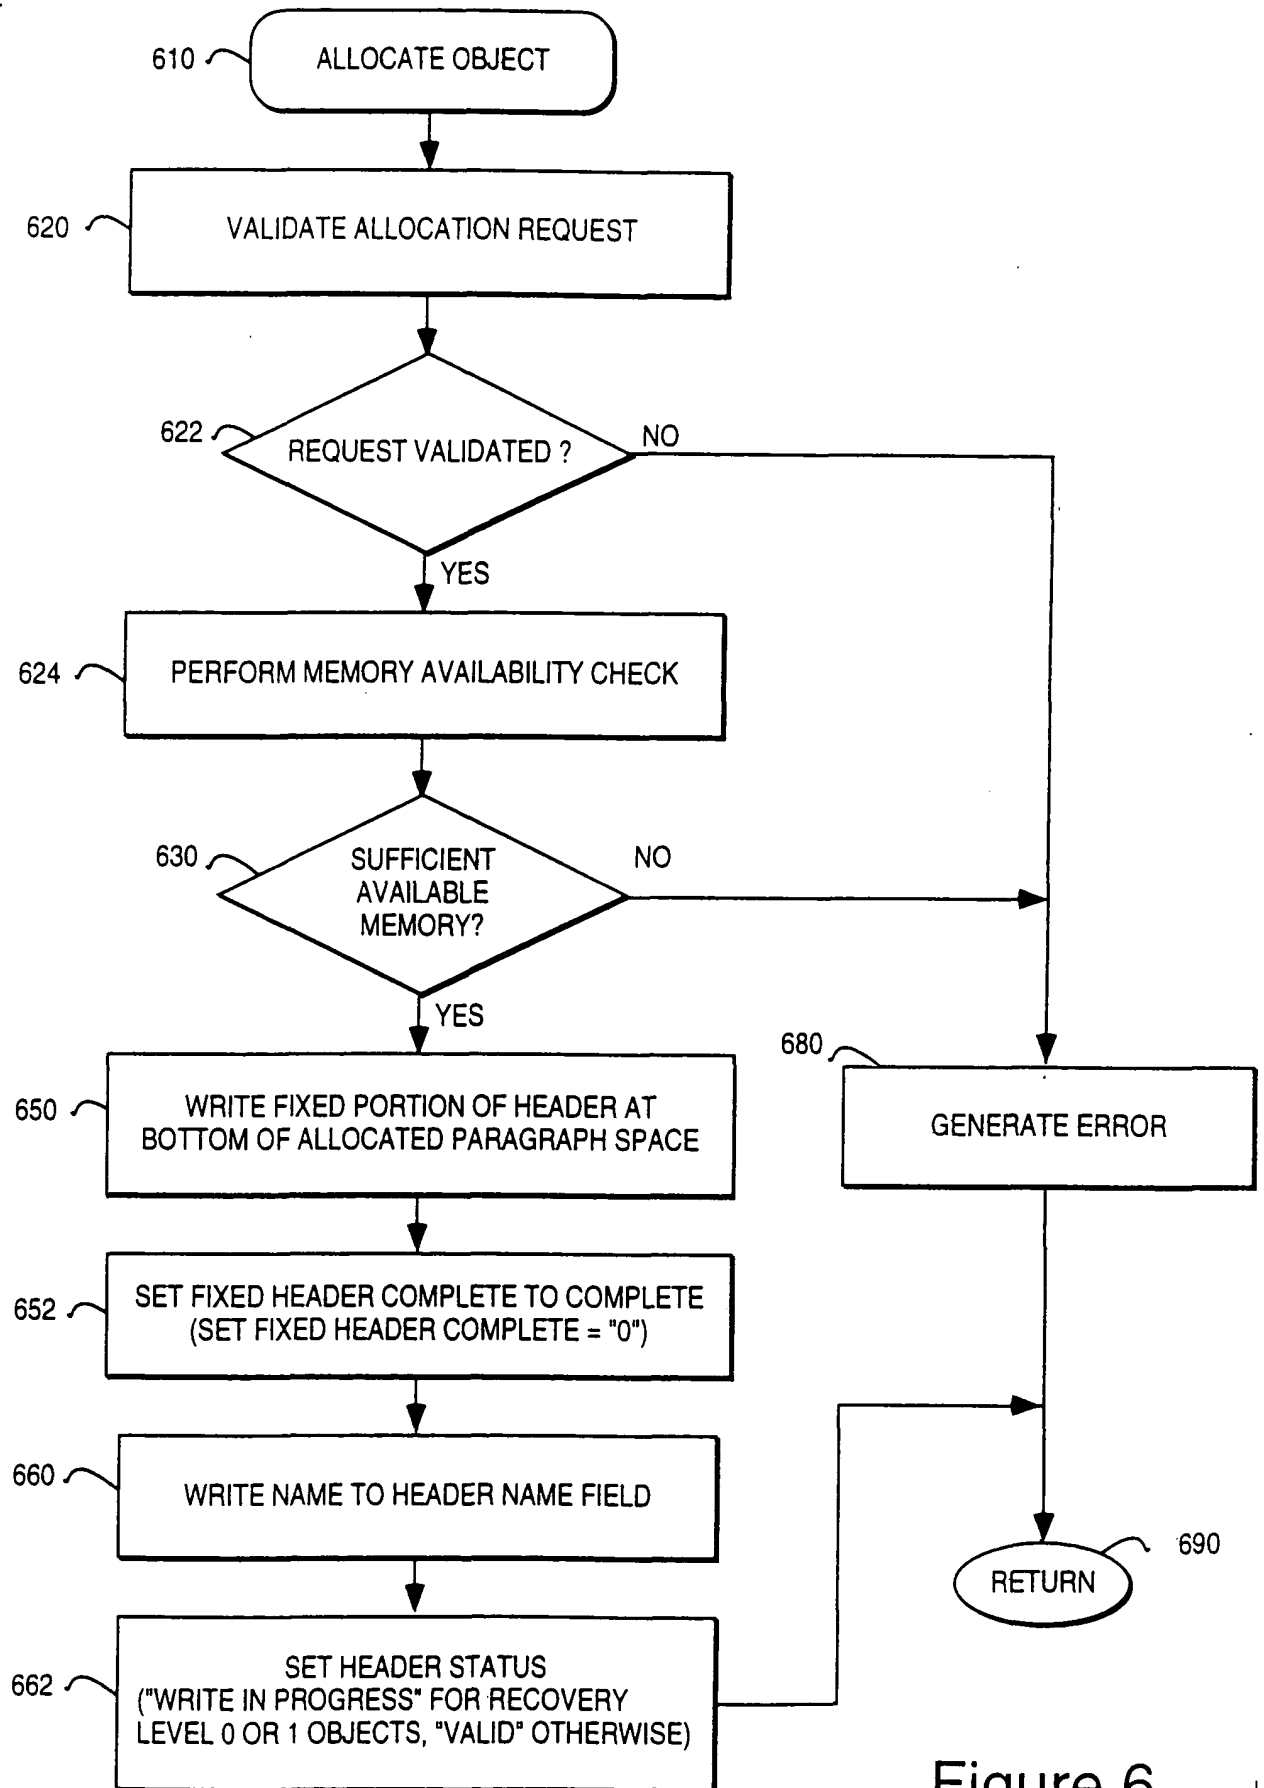 610
ALLOCATE OBJECT
620
VALIDATE ALLOCATION REQUEST
622
REQUEST VALIDATED ?
NO
YES
624
PERFORM MEMORY AVAILABILITY CHECK
630
SUFFICIENT
AVAILABLE
MEMORY?
NO
YES
650
WRITE FIXED PORTION OF HEADER AT
BOTTOM OF ALLOCATED PARAGRAPH SPACE
680
GENERATE ERROR
652
SET FIXED HEADER COMPLETE TO COMPLETE
(SET FIXED HEADER COMPLETE = "0")
660
WRITE NAME TO HEADER NAME FIELD
690
RETURN
662
SET HEADER STATUS
("WRITE IN PROGRESS" FOR RECOVERY
LEVEL 0 OR 1 OBJECTS, "VALID" OTHERWISE)
Figure 6